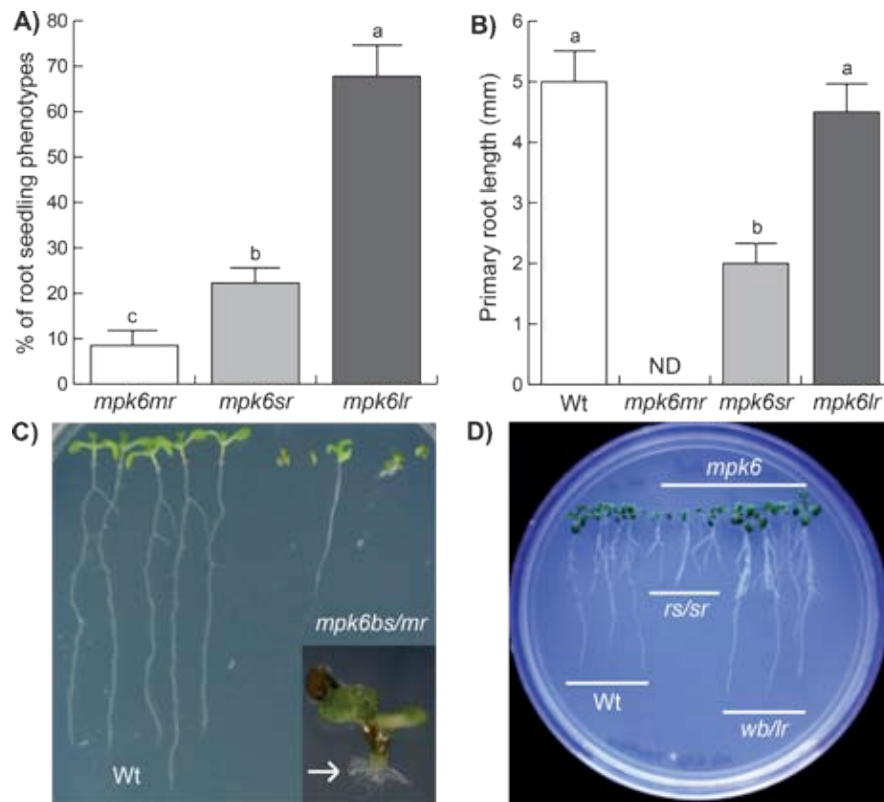 A)
% of root seedling phenotypes
80
70
60
50
40
30
20
10
0
c
b
a
mpk6mr
mpk6sr
mpk6lr
B)
Primary root length (mm)
6
5
4
3
2
1
0
a
ND
b
a
Wt
mpk6mr
mpk6sr
mpk6lr
C)
mpk6bs/mr
Wt
D)
mpk6
rs/sr
Wt
wb/lr